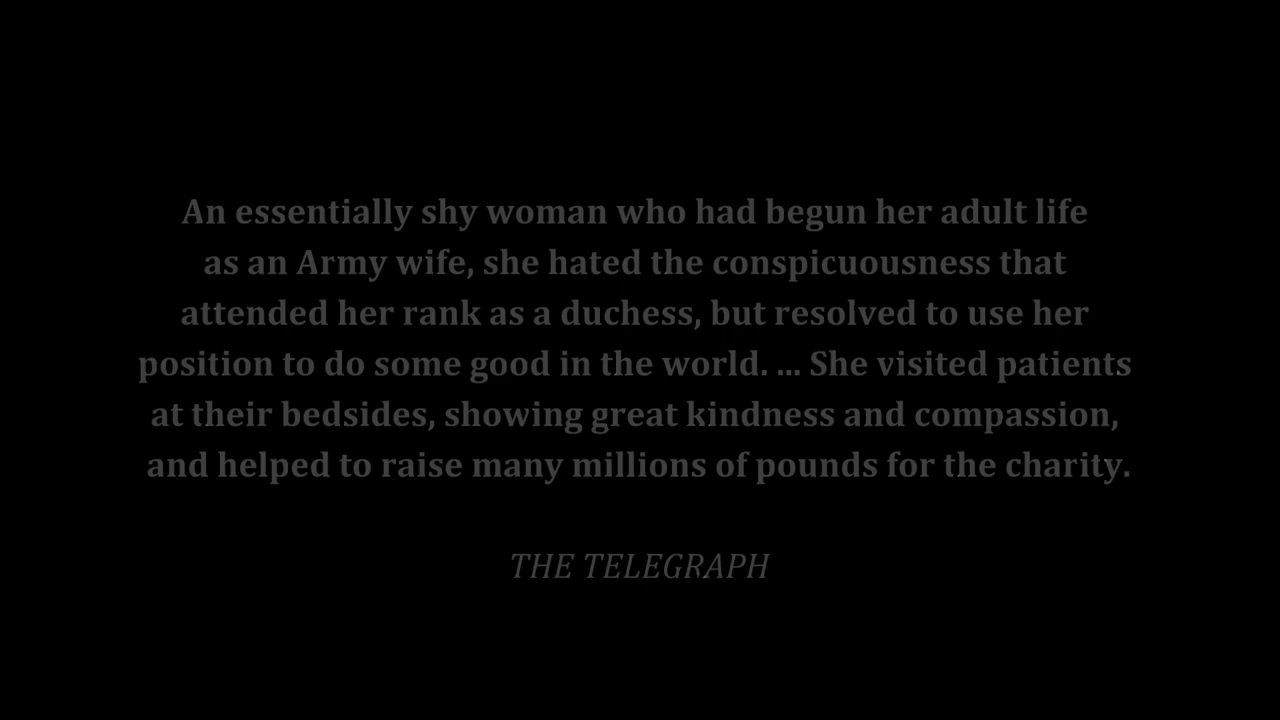 An essentially shy woman who had begun her adult life
as an Army wife, she hated the conspicuousness that
attended her rank as a duchess, but resolved to use her
position to do some good in the world. ... She visited patients
at their bedsides, showing great kindness and compassion,
and helped to raise many millions of pounds for the charity.
THE TELEGRAPH